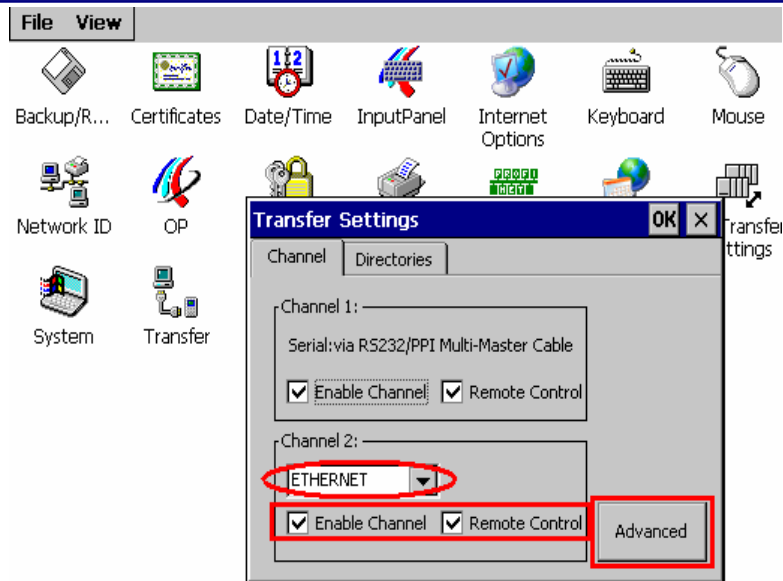 File View
Backup/R... Certificates Date/Time InputPanel Internet Options Keyboard Mouse
Network ID OP
PROFI
NET
Transfer Settings OK ×
ransfer
ttings
Channel Directories
System Transfer
Channel 1:
Serial:via RS232/PPI Multi-Master Cable
Enable Channel Remote Control
Channel 2:
ETHERNET
Enable Channel Remote Control
Advanced